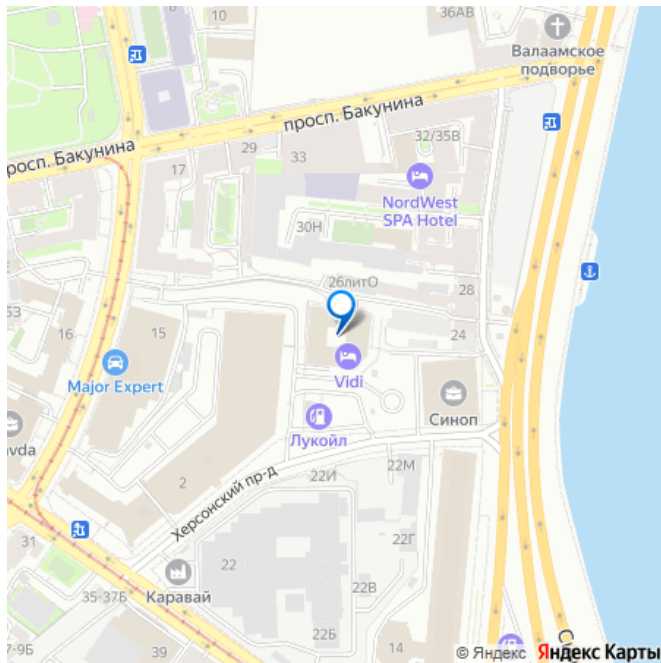 36АВ
Валаамское
подворье
10
просп. Бакунина
32/35В
просп. Бакунина
29
33
17
NordWest
SPA Hotel
30Н
26литО
28
53
16
15
24
Major Expert
Vidi
Синоп
vda
Лукойл
2
Херсонский пр-д
22И
22М
31
22
22Г
Каравай
35-37Б
22В
22Б
7-9Б
39
14
© Яндекс Яндекс Карты